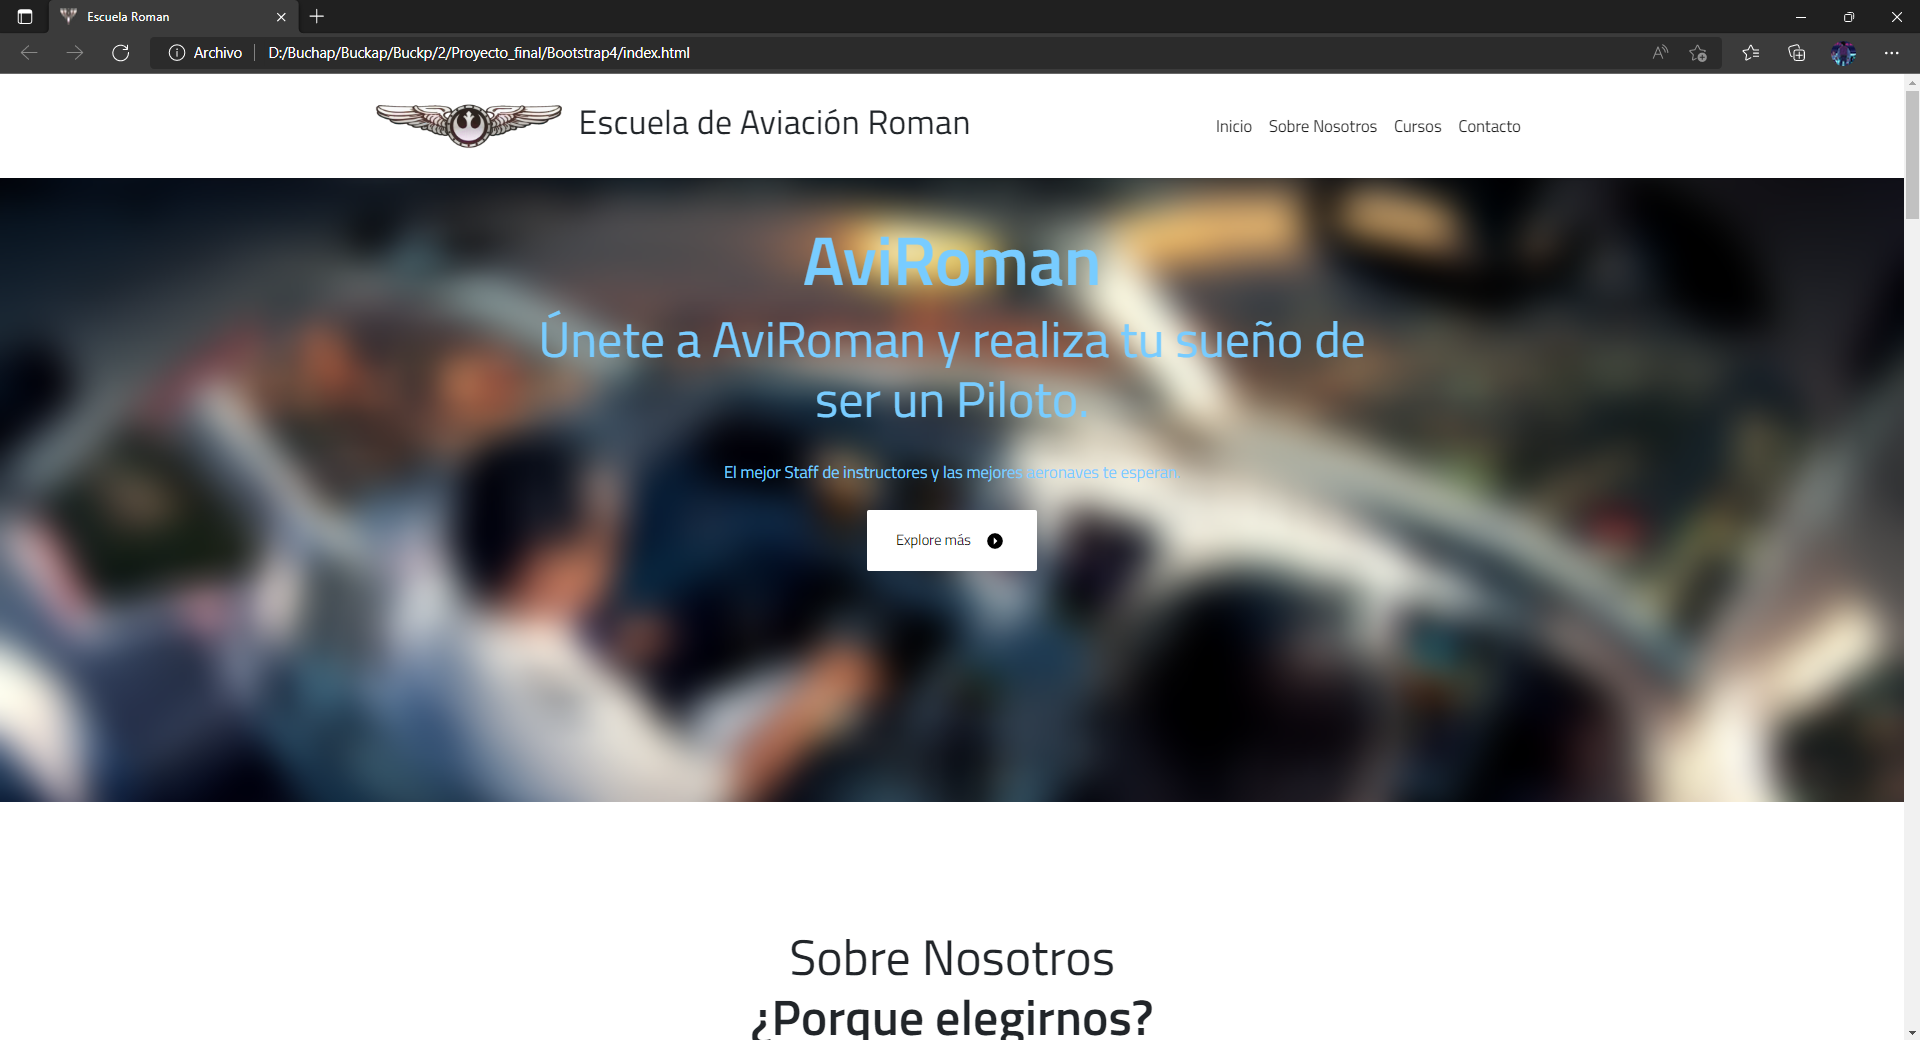 Escuela Roman
Archivo
D:/Buchap/Buckap/Buckp/2/Proyecto_final/Bootstrap4/index.html
Escuela de Aviación Roman
Inicio Sobre Nosotros Cursos Contacto
AviRoman
Únete a AviRoman y realiza tu sueño de
ser un Piloto.
El mejor Staff de instructores y las mejores aeronaves te esperan.
Explore más
Sobre Nosotros
¿Porque elegirnos?